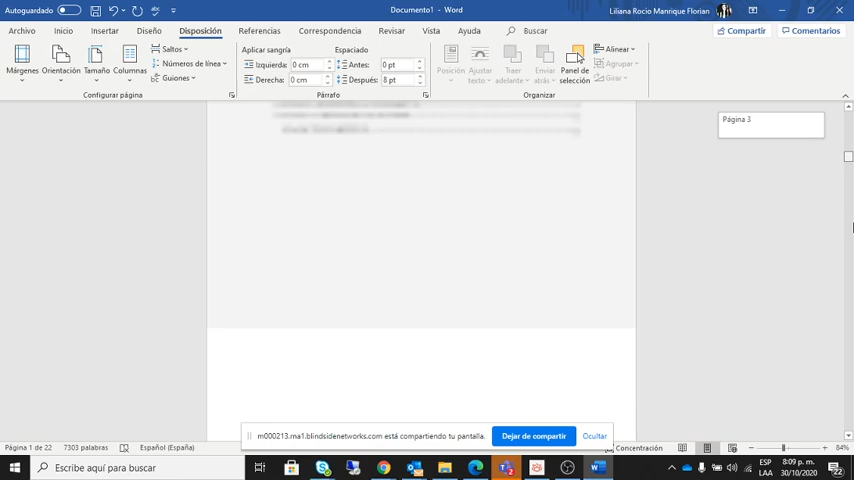 Autoguardado
Documento1 - Word
Liliana Rocio Manrique Florian
Archivo Inicio Insertar Diseño Disposición Referencias Correspondencia Revisar Vista Ayuda Acrobat Buscar Compartir Comentarios
Márgenes Orientación Tamaño Columnas
Saltos
Números de línea
Guiones
Configurar página
Aplicar sangría
Izquierda: 0 cm
Derecha: 0 cm
Espaciado
Antes: 0 pt
Después: 8 pt
Párrafo
Posición
Ajustar texto
Traer adelante
Enviar atrás
Panel de selección
Alinear
Agrupar
Girar
Organizar
Página 3
m000213.rna1.blindsidenetworks.com está compartiendo tu pantalla.
Dejar de compartir
Ocultar
Página 1 de 22 7303 palabras Español (España) Concentración 84%
Escribe aquí para buscar
2
ESP
LAA
8:09 p. m.
30/10/2020
22